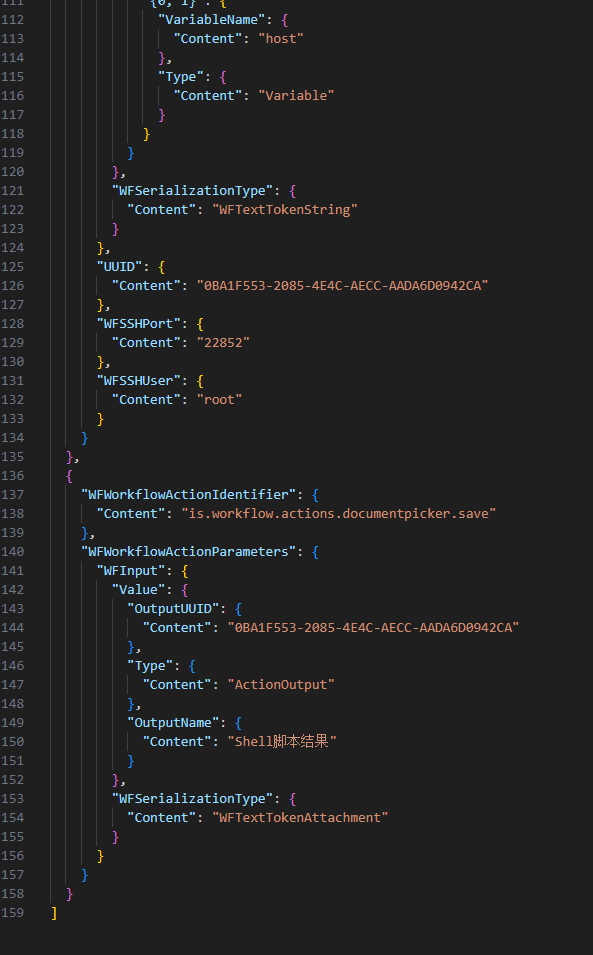 111 "{0, 1}": {
112 "VariableName": {
113 "Content": "host"
114 },
115 "Type": {
116 "Content": "Variable"
117 }
118 }
119 }
120 },
121 "WFSerializationType": {
122 "Content": "WFTextTokenString"
123 }
124 },
125 "UUID": {
126 "Content": "0BA1F553-2085-4E4C-AECC-AADA6D0942CA"
127 },
128 "WFSSHPort": {
129 "Content": "22852"
130 },
131 "WFSSHUser": {
132 "Content": "root"
133 }
134 }
135 },
136 {
137 "WFWorkflowActionIdentifier": {
138 "Content": "is.workflow.actions.documentpicker.save"
139 },
140 "WFWorkflowActionParameters": {
141 "WFInput": {
142 "Value": {
143 "OutputUUID": {
144 "Content": "0BA1F553-2085-4E4C-AECC-AADA6D0942CA"
145 },
146 "Type": {
147 "Content": "ActionOutput"
148 },
149 "OutputName": {
150 "Content": "Shell脚本结果"
151 }
152 },
153 "WFSerializationType": {
154 "Content": "WFTextTokenAttachment"
155 }
156 }
157 }
158 }
159 ]